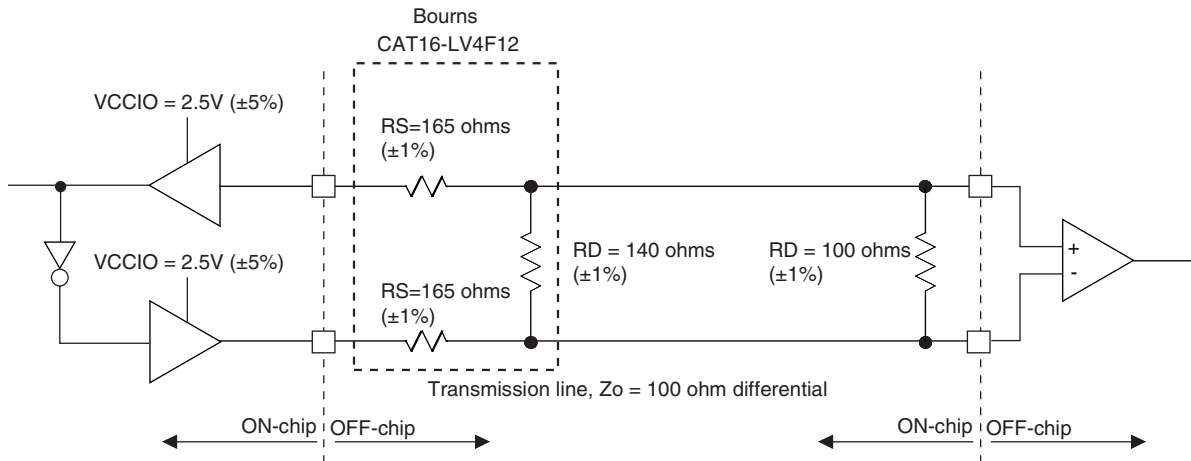 Bourns
CAT16-LV4F12
VCCIO = 2.5V (±5%)
RS=165 ohms
(±1%)
VCCIO = 2.5V (±5%)
RS=165 ohms
(±1%)
RD = 140 ohms
(±1%)
RD = 100 ohms
(±1%)
+
-
Transmission line, Zo = 100 ohm differential
ON-chip
OFF-chip
ON-chip
OFF-chip